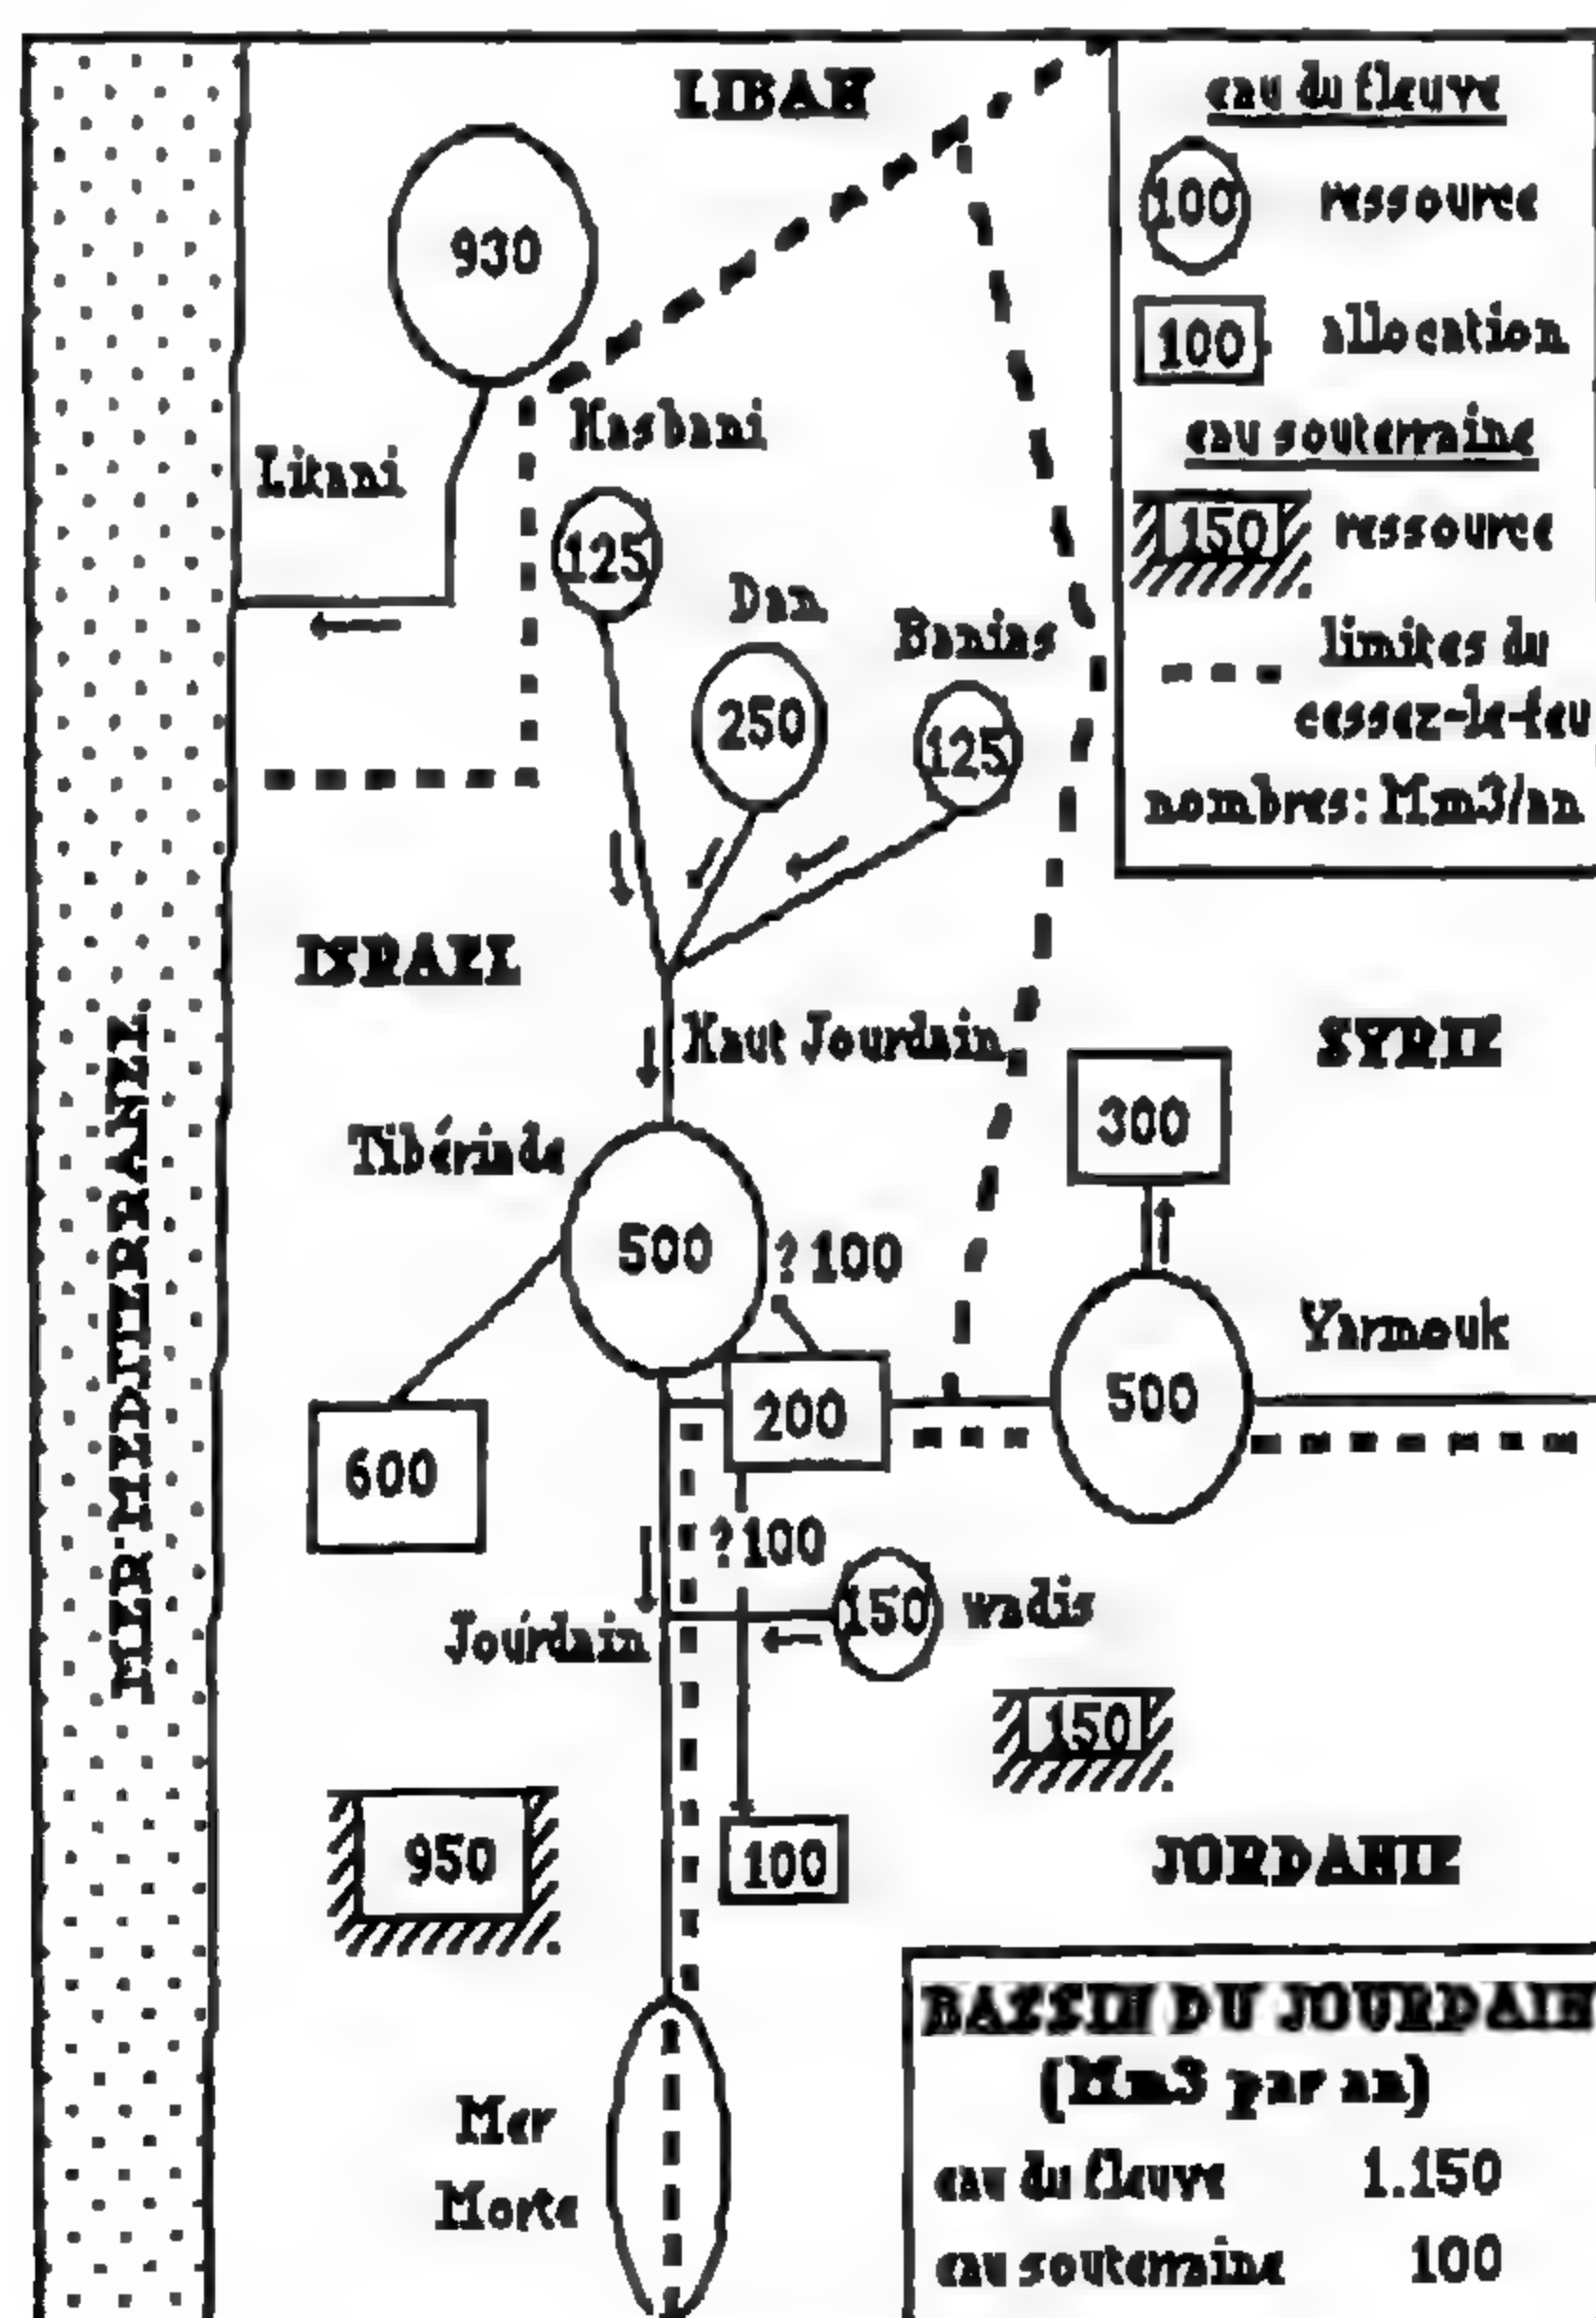 LIBAN
930
Litani
Hasbani
125
Dan
250
Banias
125
ISRAEL
MER MEDITERRANEE
Haut Jourdain
SYRIE
300
Tibériade
500
?100
Yarmouk
500
200
600
?100
150
wadis
Jourdain
150
950
100
JORDANIE
Mer
Morte
eau du fleuve
100 ressource
100 allocation
eau souterraine
150 ressource
limites du
cessez-le-feu
nombres: Mm3/an
BASSIN DU JOURDAIN
(Mm3 par an)
eau du fleuve 1.150
eau souterraine 100